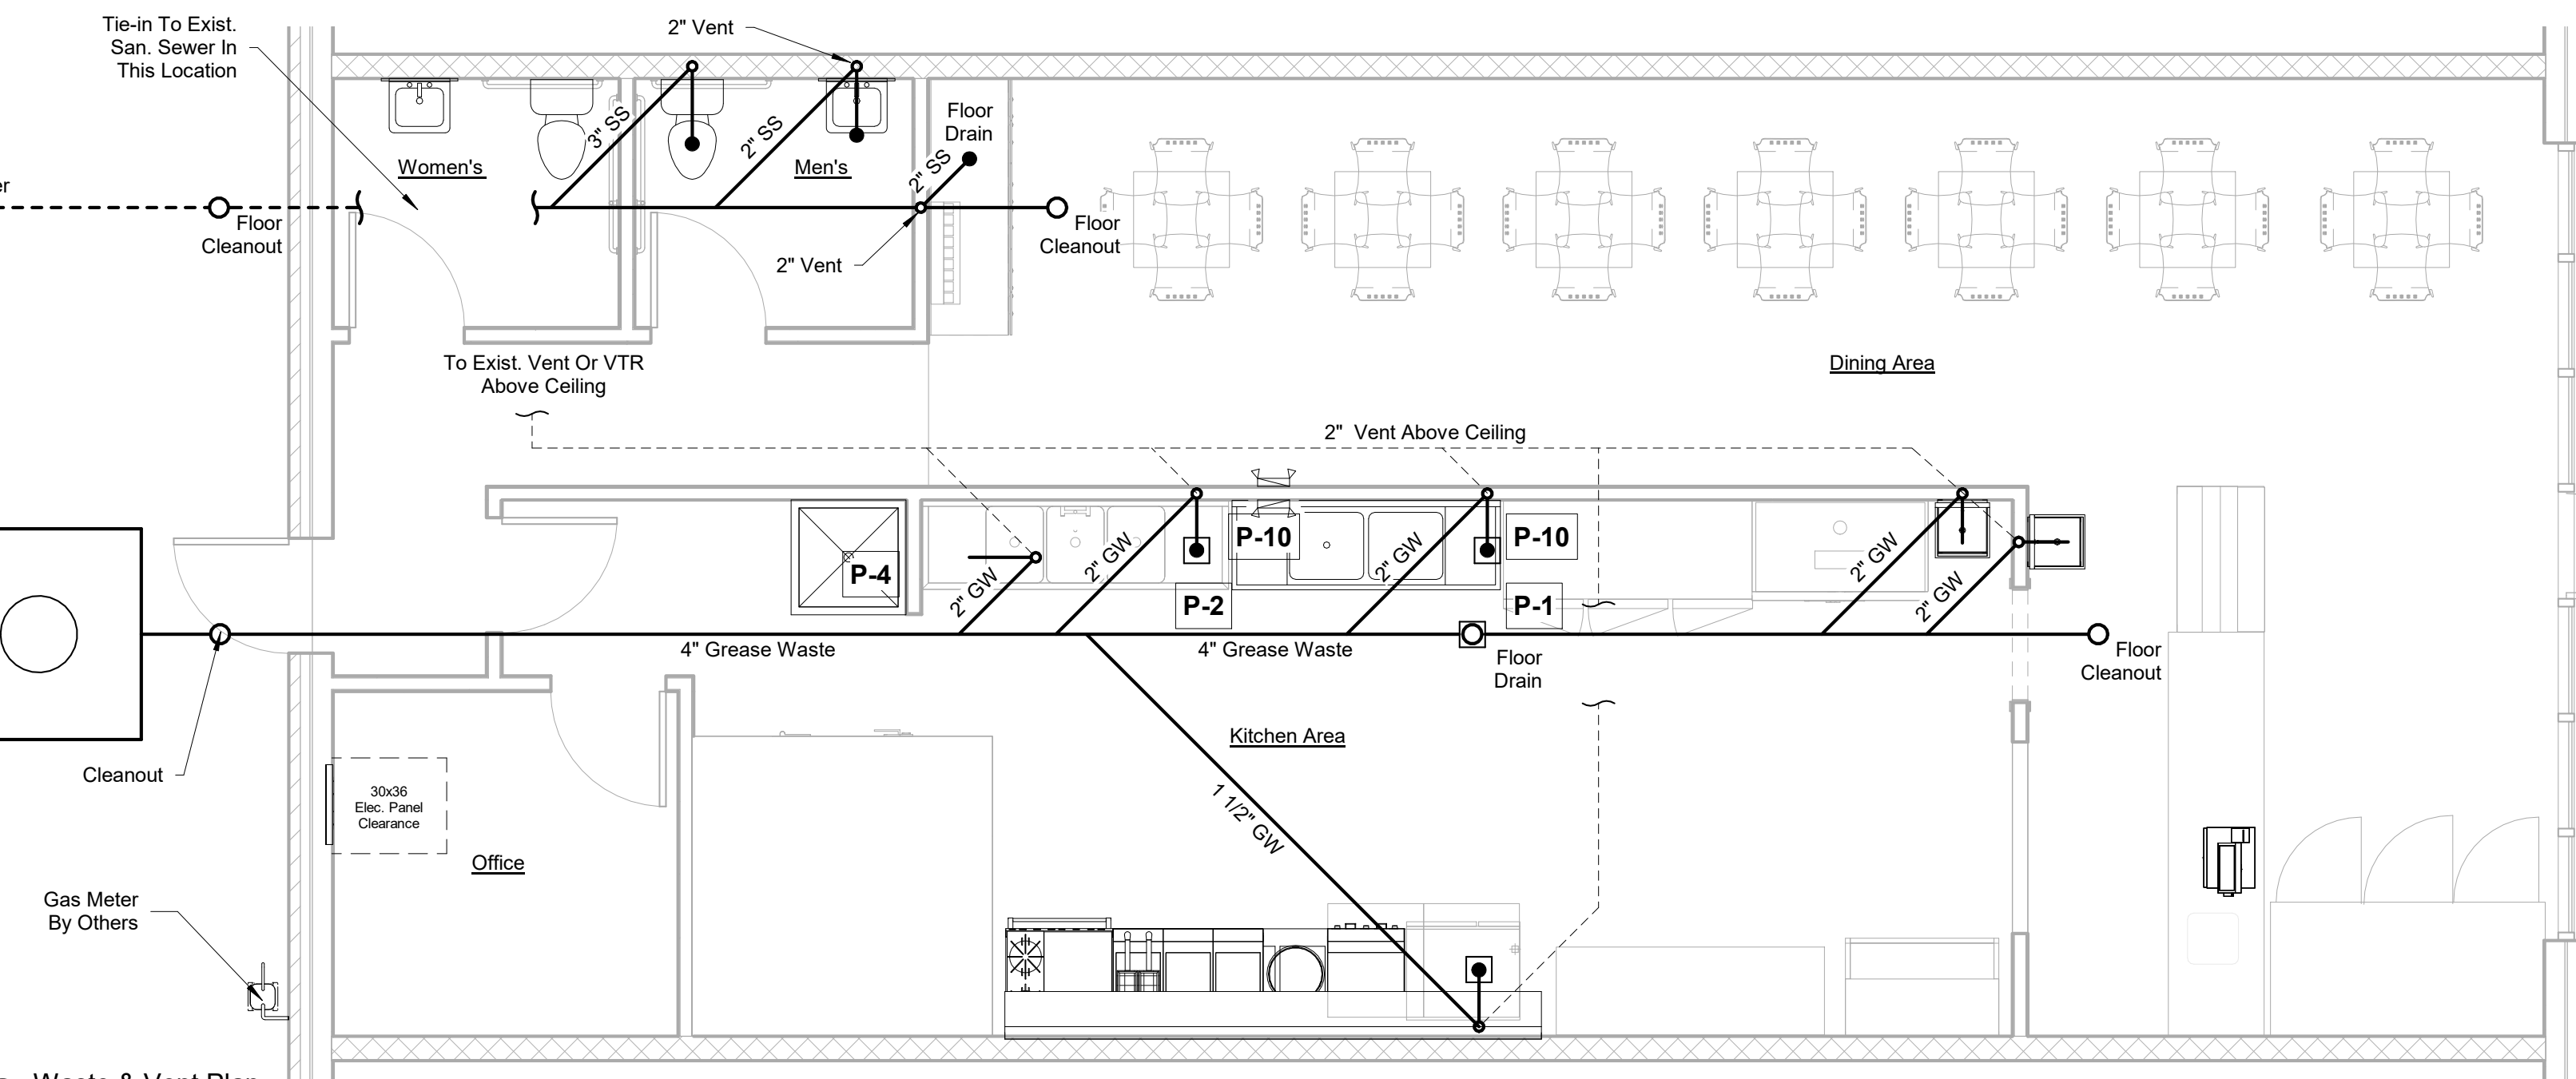 Tie-in To Exist.
San. Sewer In
This Location
2" Vent
Floor
Drain
3" SS
2" SS
2" SS
Women's
Men's
er
Floor
Cleanout
Floor
Cleanout
2" Vent
To Exist. Vent Or VTR
Above Ceiling
Dining Area
2" Vent Above Ceiling
P-10
P-10
P-4
P-2
P-1
2" GW
2" GW
2" GW
2" GW
2" GW
4" Grease Waste
4" Grease Waste
Floor
Drain
Floor
Cleanout
Kitchen Area
Cleanout
30x36
Elec. Panel
Clearance
1 1/2" GW
Office
Gas Meter
By Others
Waste & Vent Plan